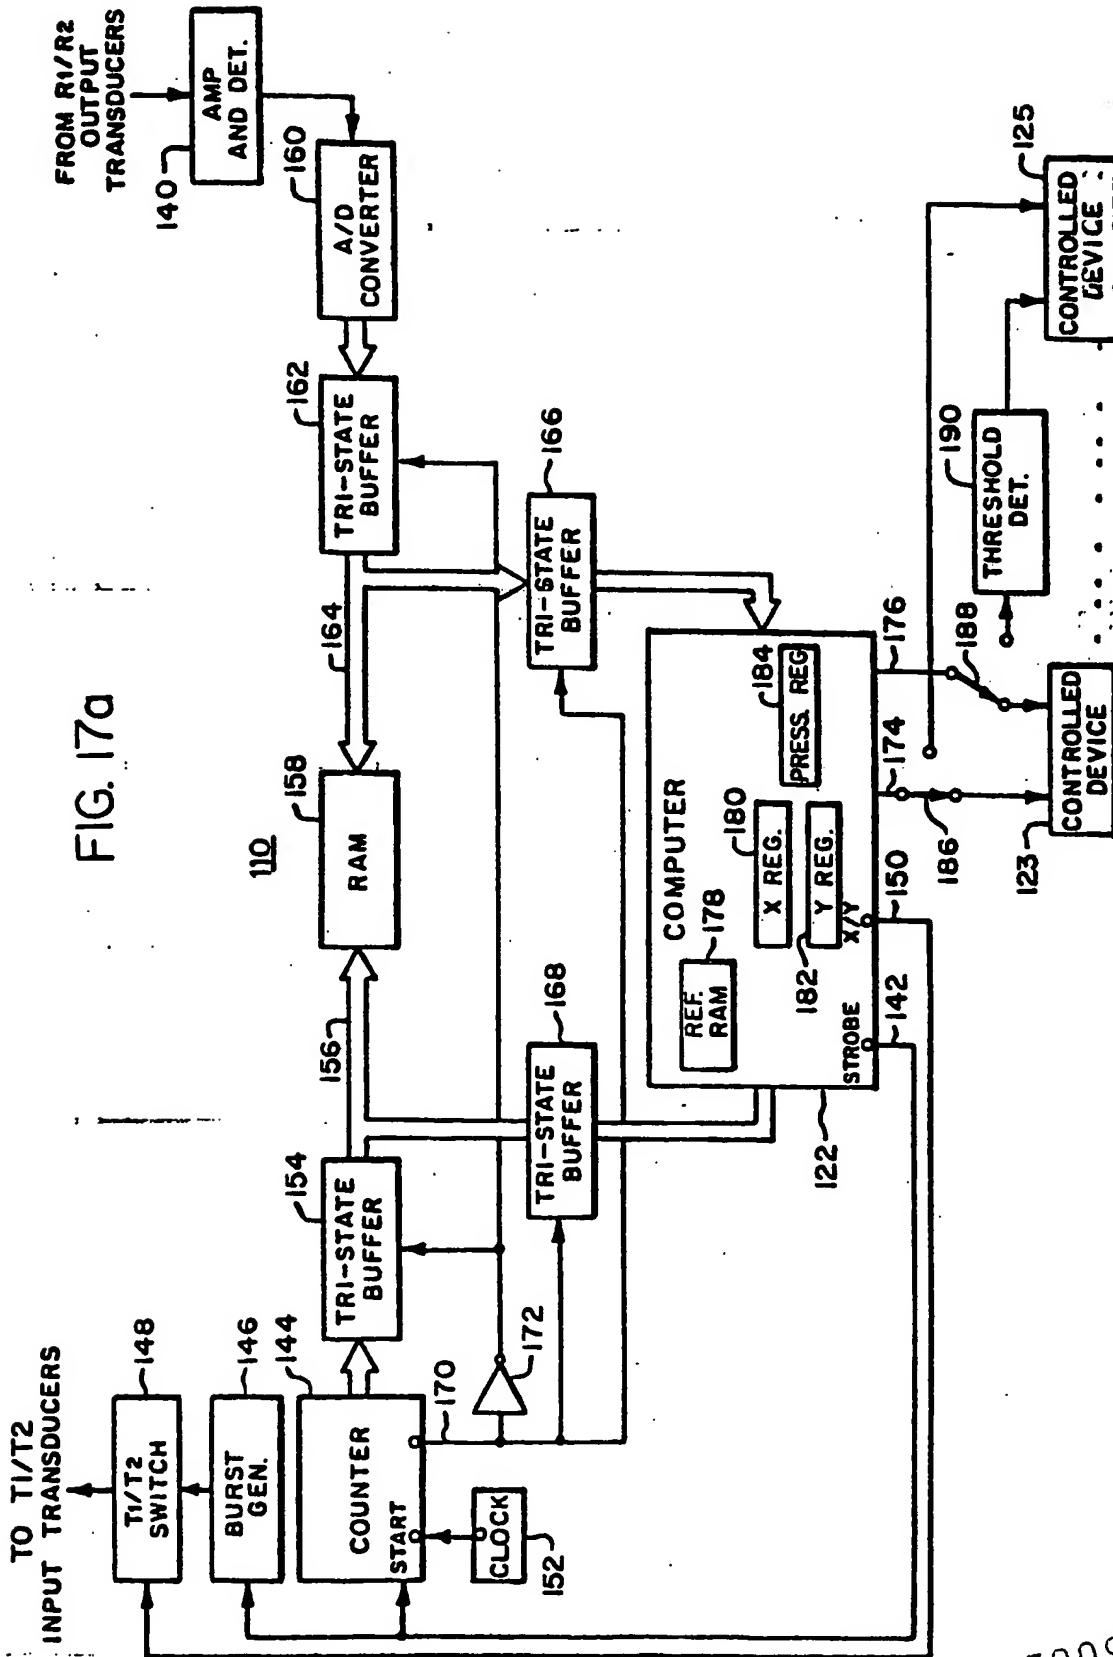 FIG. 17a
110
TO T1/T2
INPUT TRANSDUCERS
T1/T2
SWITCH
148
BURST
GEN.
146
COUNTER
START
144
CLOCK
152
170
172
TRI-STATE
BUFFER
154
156
RAM
158
164
TRI-STATE
BUFFER
162
A/D
CONVERTER
160
AMP
AND DET.
140
FROM R1/R2
OUTPUT
TRANSDUCERS
TRI-STATE
BUFFER
168
TRI-STATE
BUFFER
166
COMPUTER
122
REF.
RAM
178
X REG.
180
Y REG.
182
PRESS. REG
184
STROBE
X/Y
142
150
174
176
186
188
CONTROLLED
DEVICE
123
THRESHOLD
DET.
190
CONTROLLED
DEVICE
125